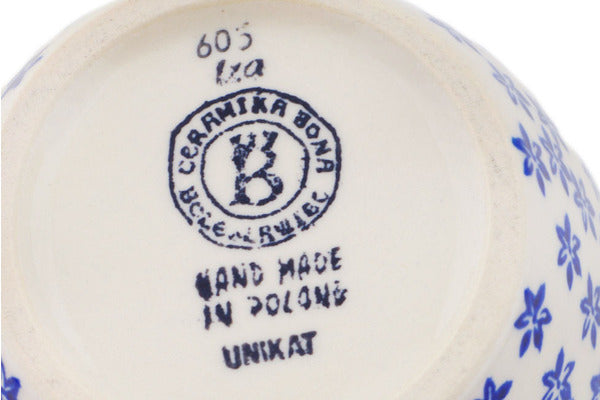 605
Iza
CERAMIKA BONA
B
BOLESŁAWIEC
HAND MADE
IN POLAND
UNIKAT